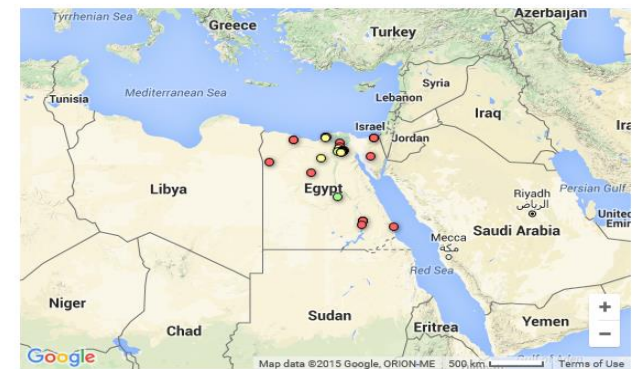 Tyrrhenian Sea
Greece
Azerbaijan
Turkey
Tunisia
Mediterranean Sea
Syria
Lebanon
Iraq
Israel
Jordan
Ira
Libya
Egypt
Riyadh
الرياض
Persian Gulf
United
Emir
Saudi Arabia
Mecca
مكة
Red Sea
Niger
Chad
Sudan
Eritrea
Yemen
+
−
Google
Map data ©2015 Google, ORION-ME 500 km Terms of Use